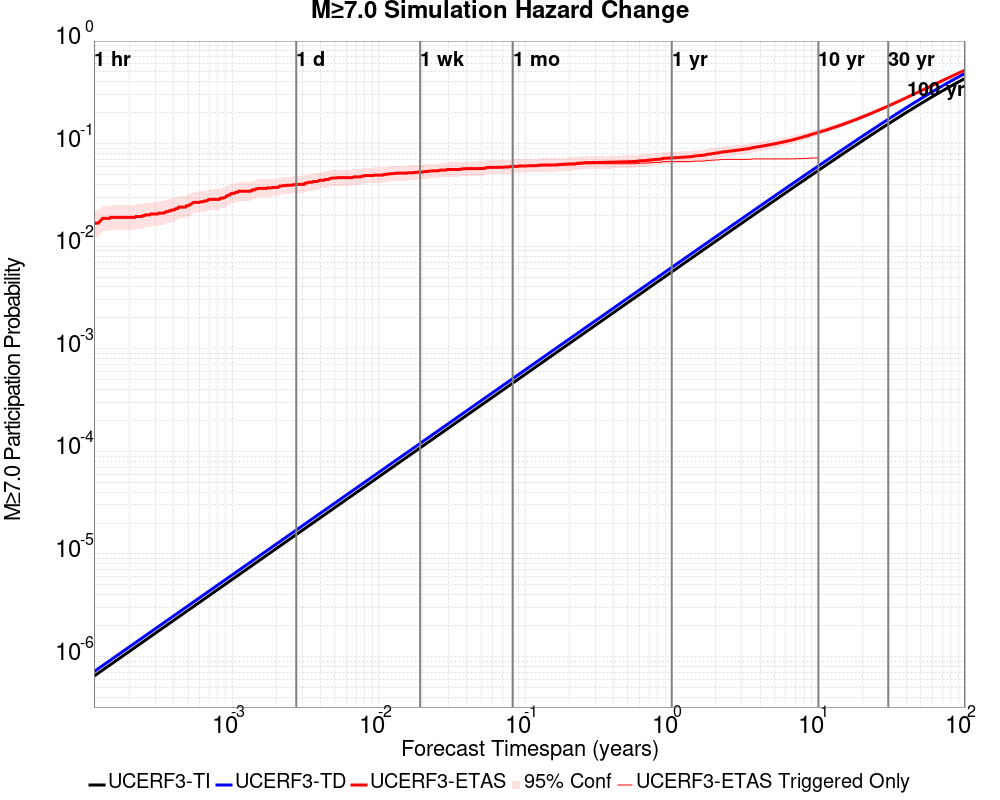 M≥7.0 Simulation Hazard Change
10^0
1 hr
1 d
1 wk
1 mo
1 yr
10 yr
30 yr
100 yr
10^-1
10^-2
10^-3
10^-4
10^-5
10^-6
M≥7.0 Participation Probability
10^-3
10^-2
10^-1
10^0
10^1
10^2
Forecast Timespan (years)
UCERF3-TI UCERF3-TD UCERF3-ETAS 95% Conf UCERF3-ETAS Triggered Only